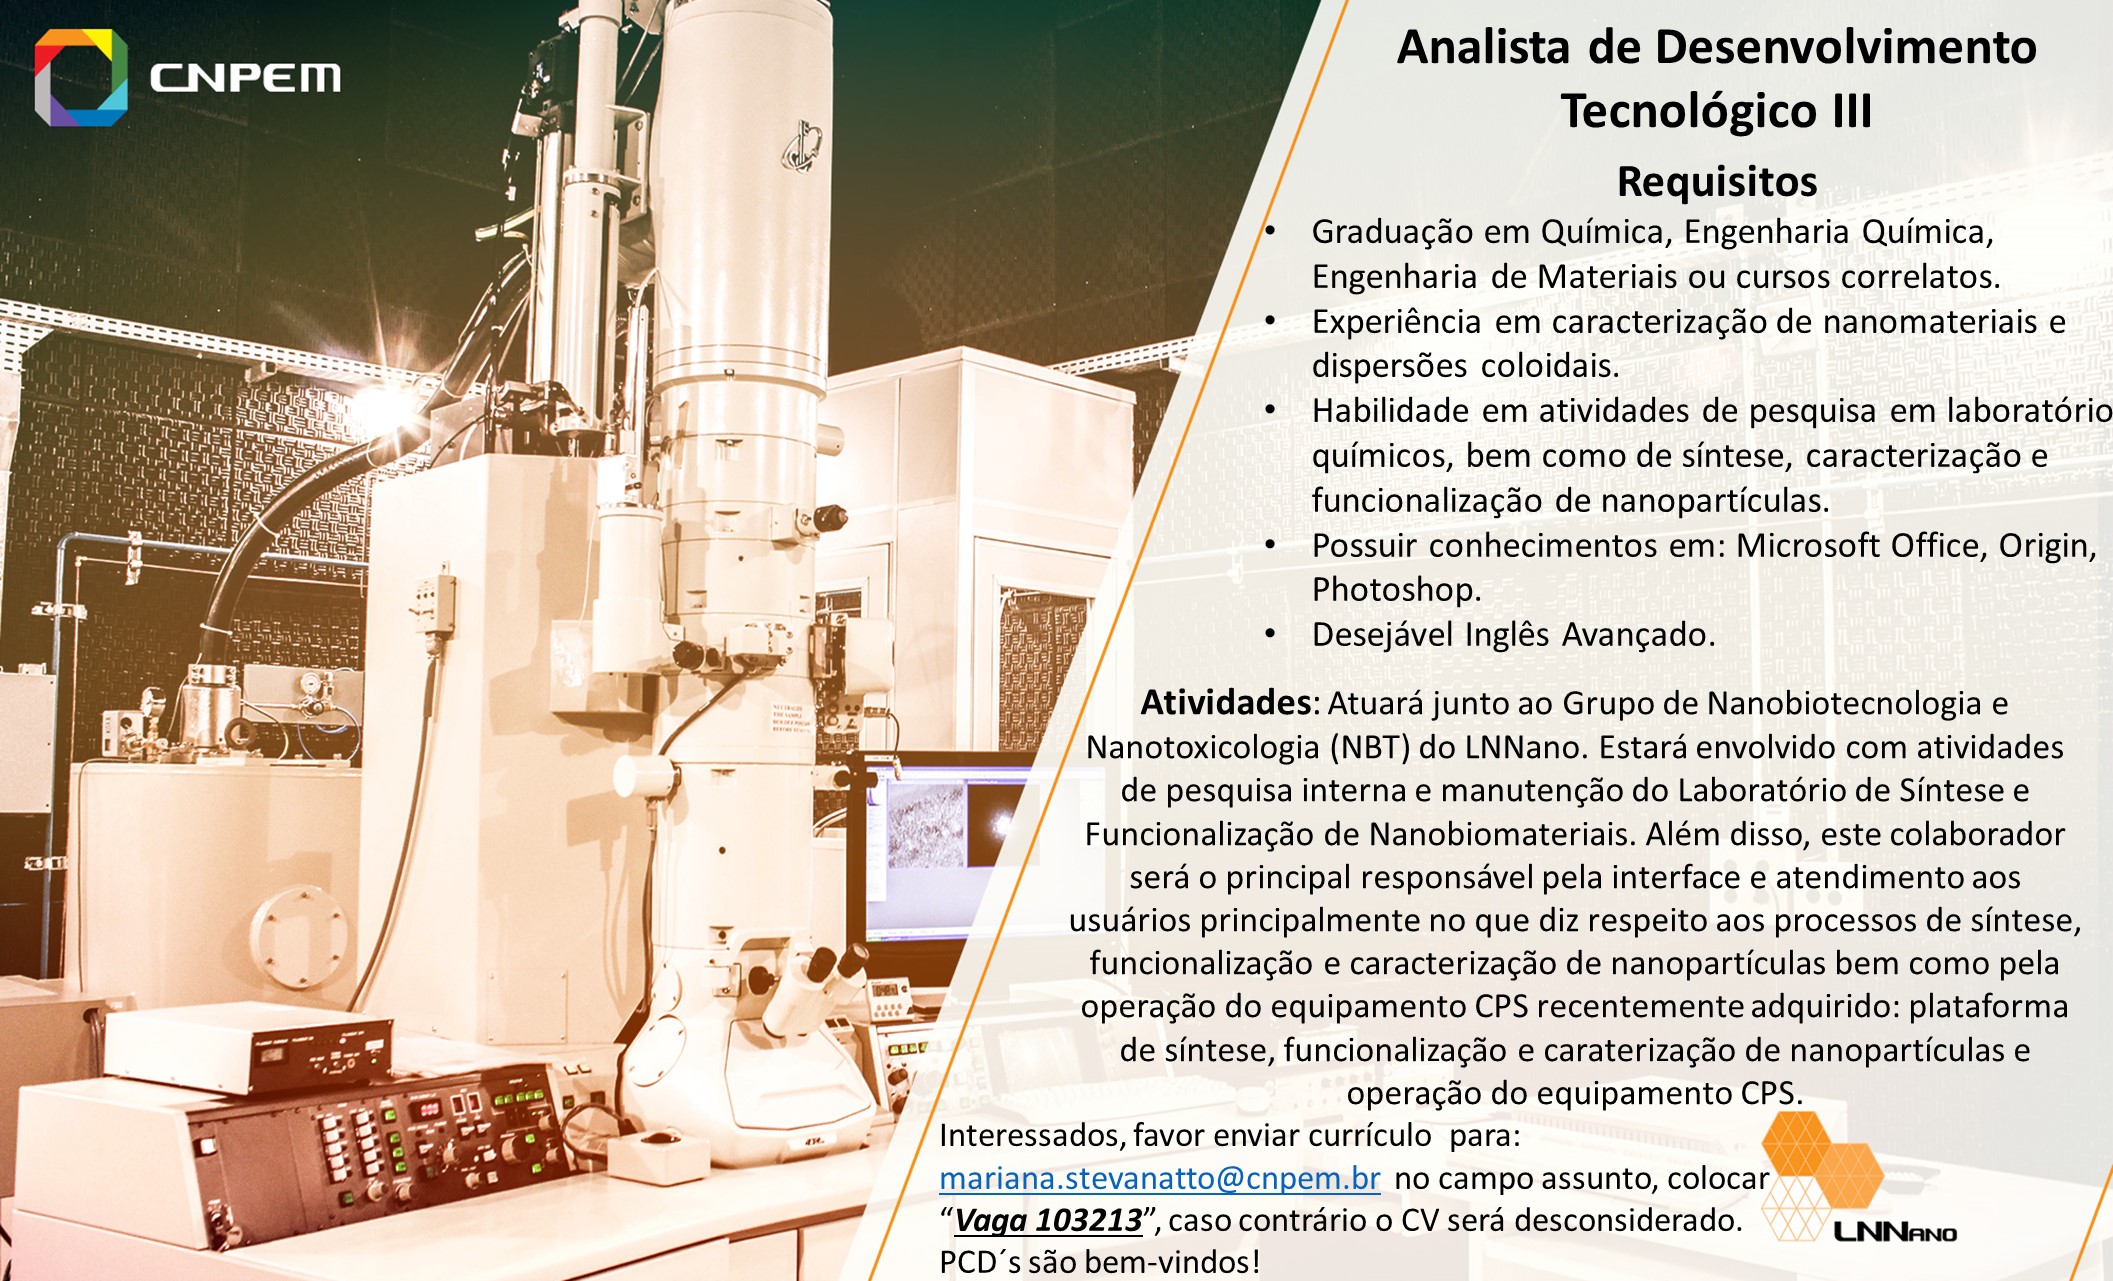 CNPEM
Analista de Desenvolvimento
Tecnológico III
Requisitos
• Graduação em Química, Engenharia Química,
Engenharia de Materiais ou cursos correlatos.
• Experiência em caracterização de nanomateriais e
dispersões coloidais.
• Habilidade em atividades de pesquisa em laboratório
químicos, bem como de síntese, caracterização e
funcionalização de nanopartículas.
• Possuir conhecimentos em: Microsoft Office, Origin,
Photoshop.
• Desejável Inglês Avançado.
Atividades: Atuará junto ao Grupo de Nanobiotecnologia e
Nanotoxicologia (NBT) do LNNano. Estará envolvido com atividades
de pesquisa interna e manutenção do Laboratório de Síntese e
Funcionalização de Nanobiomateriais. Além disso, este colaborador
será o principal responsável pela interface e atendimento aos
usuários principalmente no que diz respeito aos processos de síntese,
funcionalização e caracterização de nanopartículas bem como pela
operação do equipamento CPS recentemente adquirido: plataforma
de síntese, funcionalização e caraterização de nanopartículas e
operação do equipamento CPS.
Interessados, favor enviar currículo para:
mariana.stevanatto@cnpem.br no campo assunto, colocar
“Vaga 103213”, caso contrário o CV será desconsiderado.
PCD´s são bem-vindos!
LNNano